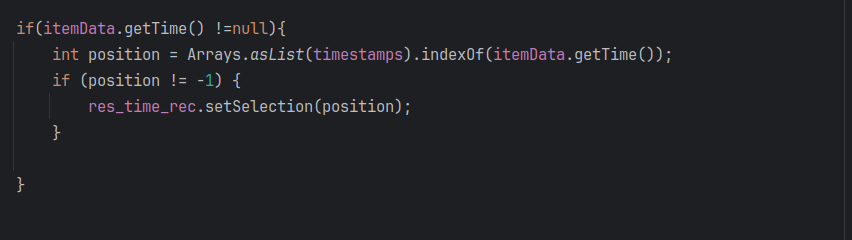 if(itemData.getTime() !=null){
    int position = Arrays.asList(timestamps).indexOf(itemData.getTime());
    if (position != -1) {
        res_time_rec.setSelection(position);
    }
}